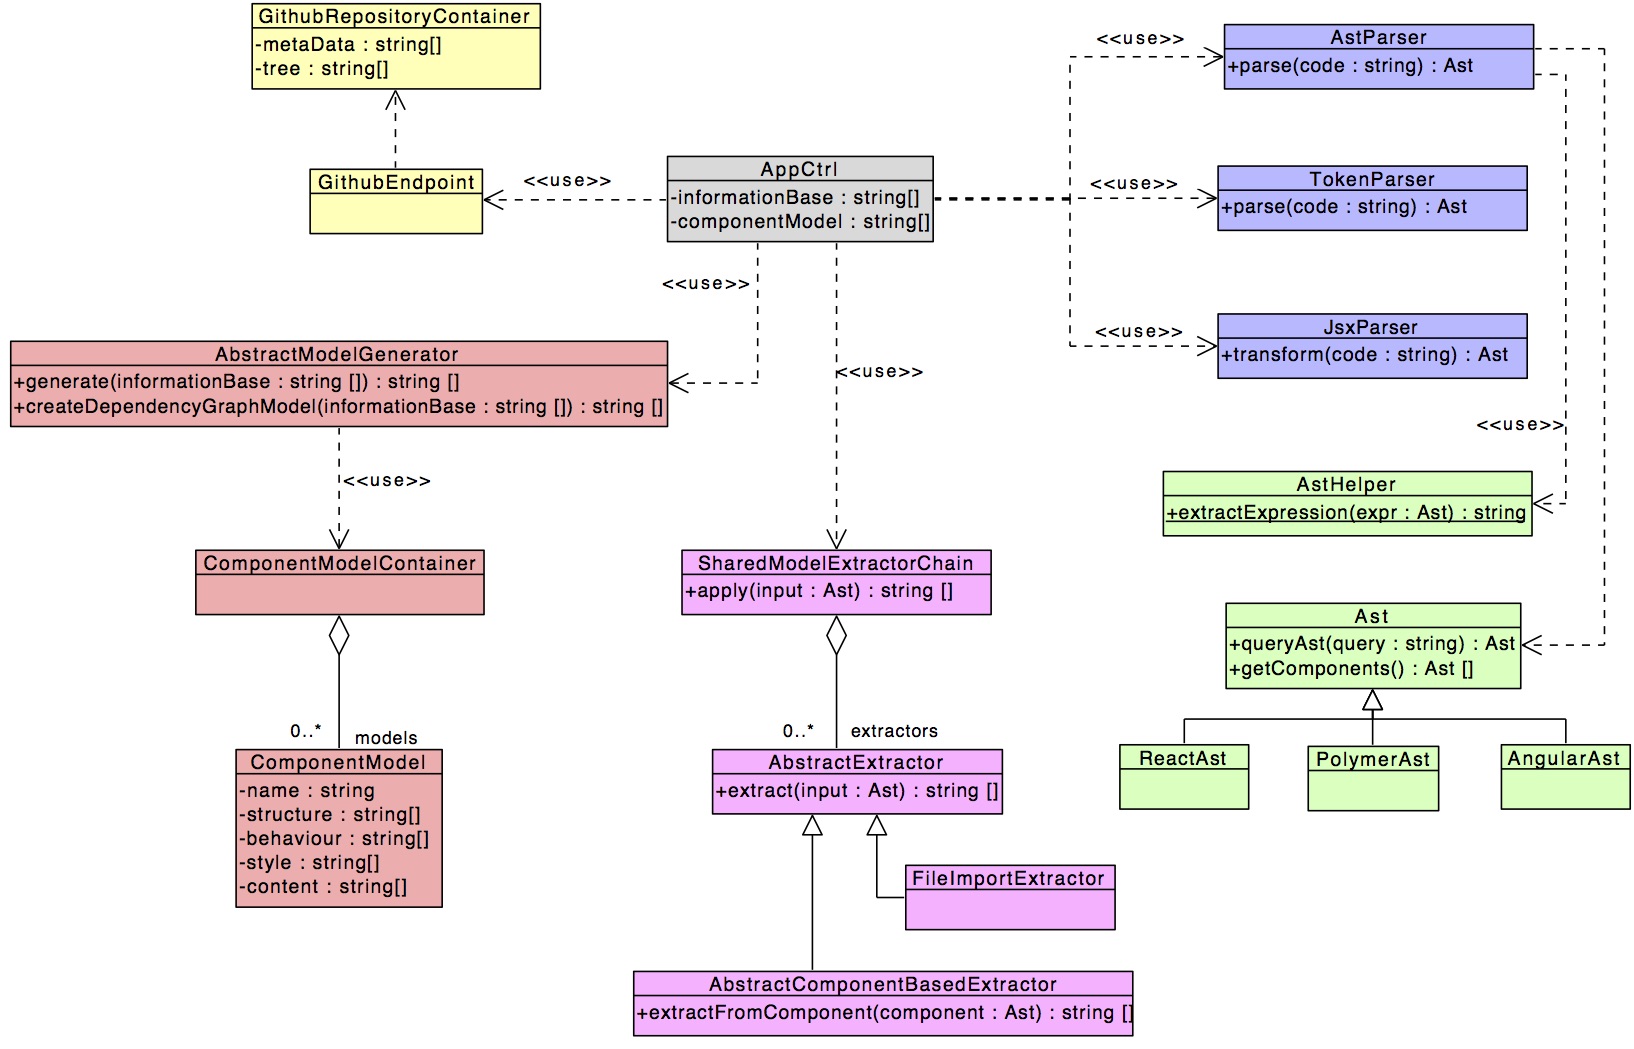 GithubRepositoryContainer
-metaData : string[]
-tree : string[]
<<use>>
AstParser
+parse(code : string) : Ast
GithubEndpoint
<<use>>
AppCtrl
-informationBase : string[]
-componentModel : string[]
<<use>>
TokenParser
+parse(code : string) : Ast
<<use>>
<<use>>
JsxParser
+transform(code : string) : Ast
AbstractModelGenerator
+generate(informationBase : string []) : string []
+createDependencyGraphModel(informationBase : string []) : string []
<<use>>
<<use>>
<<use>>
AstHelper
+extractExpression(expr : Ast) : string
ComponentModelContainer
SharedModelExtractorChain
+apply(input : Ast) : string []
Ast
+queryAst(query : string) : Ast
+getComponents() : Ast []
0..*
models
0..*
extractors
ComponentModel
-name : string
-structure : string[]
-behaviour : string[]
-style : string[]
-content : string[]
AbstractExtractor
+extract(input : Ast) : string []
ReactAst
PolymerAst
AngularAst
FileImportExtractor
AbstractComponentBasedExtractor
+extractFromComponent(component : Ast) : string []